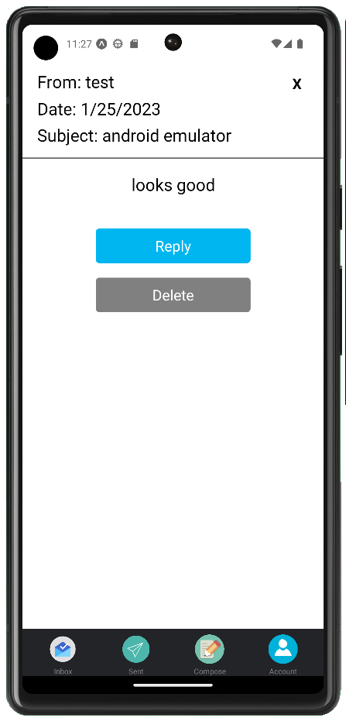 11:27
From: test
X
Date: 1/25/2023
Subject: android emulator
looks good
Reply
Delete
Inbox
Sent
Compose
Account